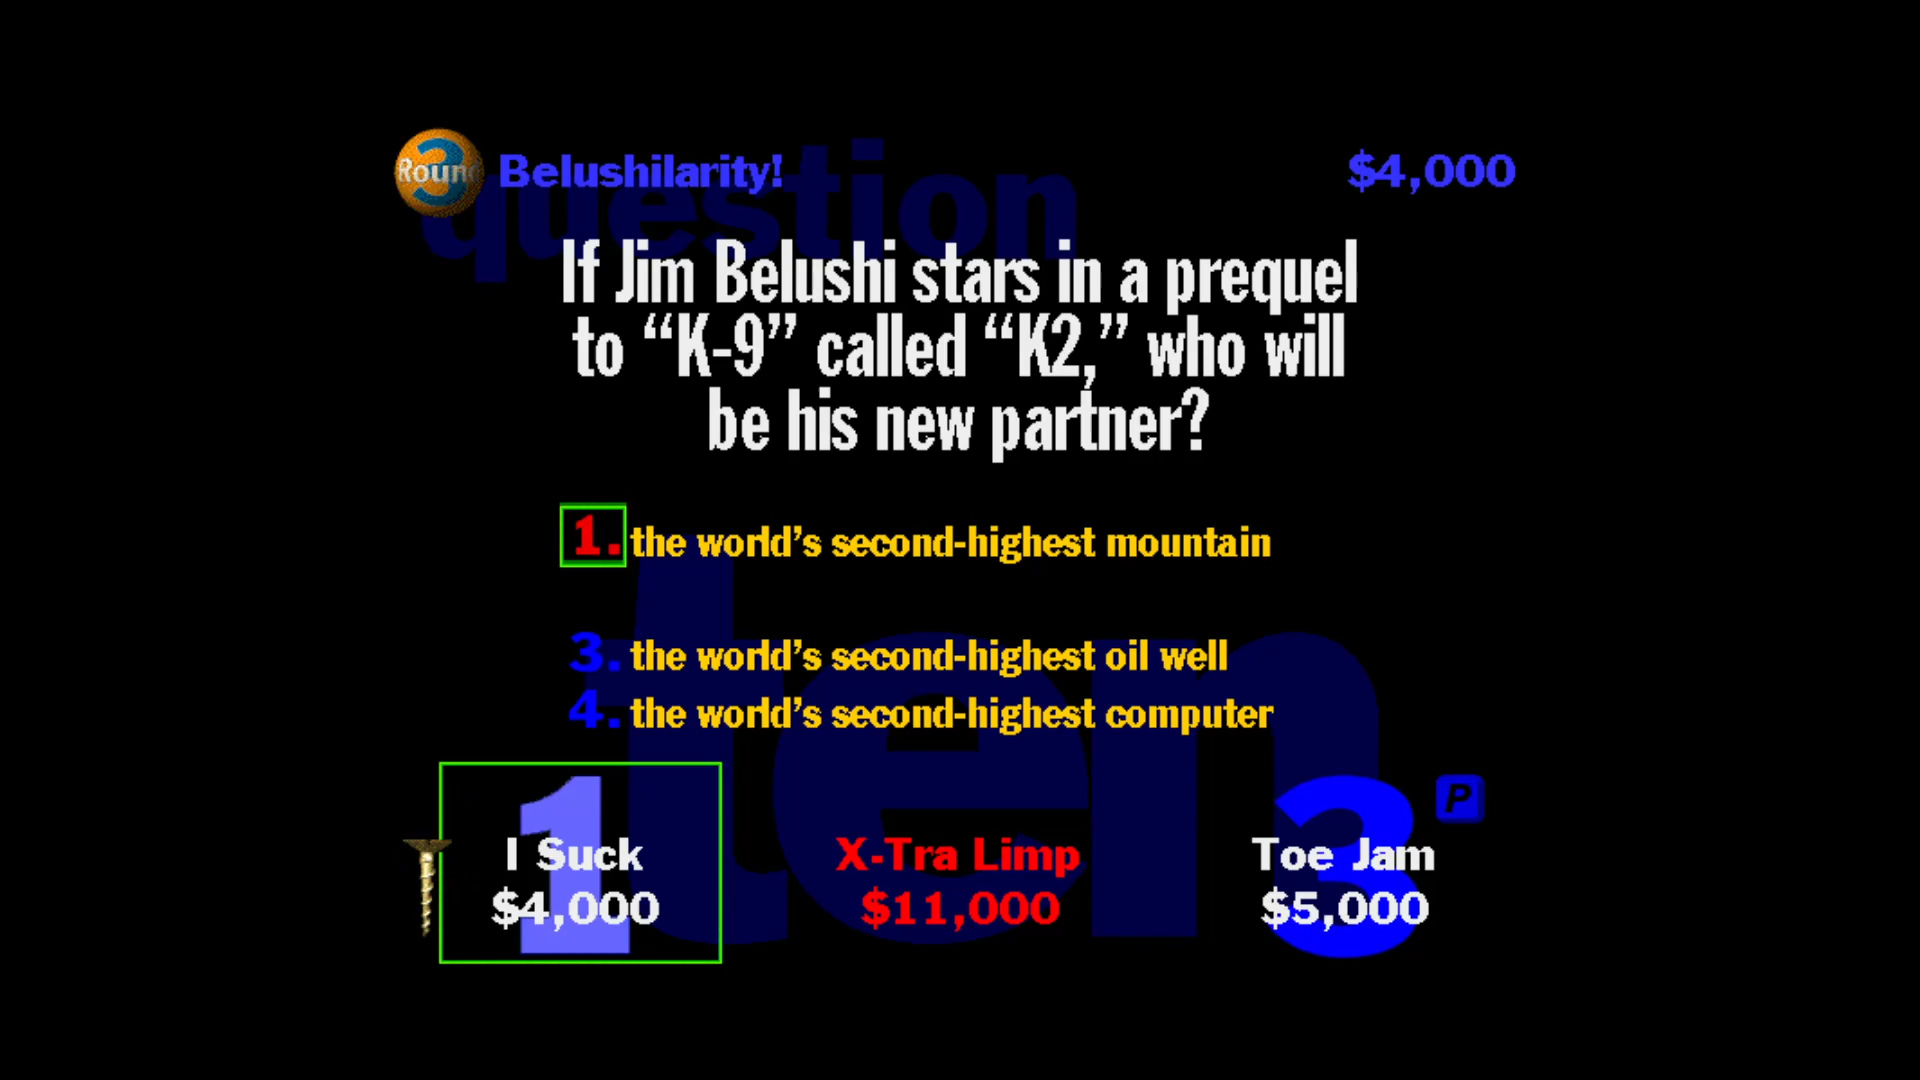 Round 3
Belushilarity!
$4,000
question
If Jim Belushi stars in a prequel
to “K-9” called “K2,” who will
be his new partner?
1. the world’s second-highest mountain
3. the world’s second-highest oil well
4. the world’s second-highest computer
ten
1
3
P
I Suck
X-Tra Limp
Toe Jam
$4,000
$11,000
$5,000